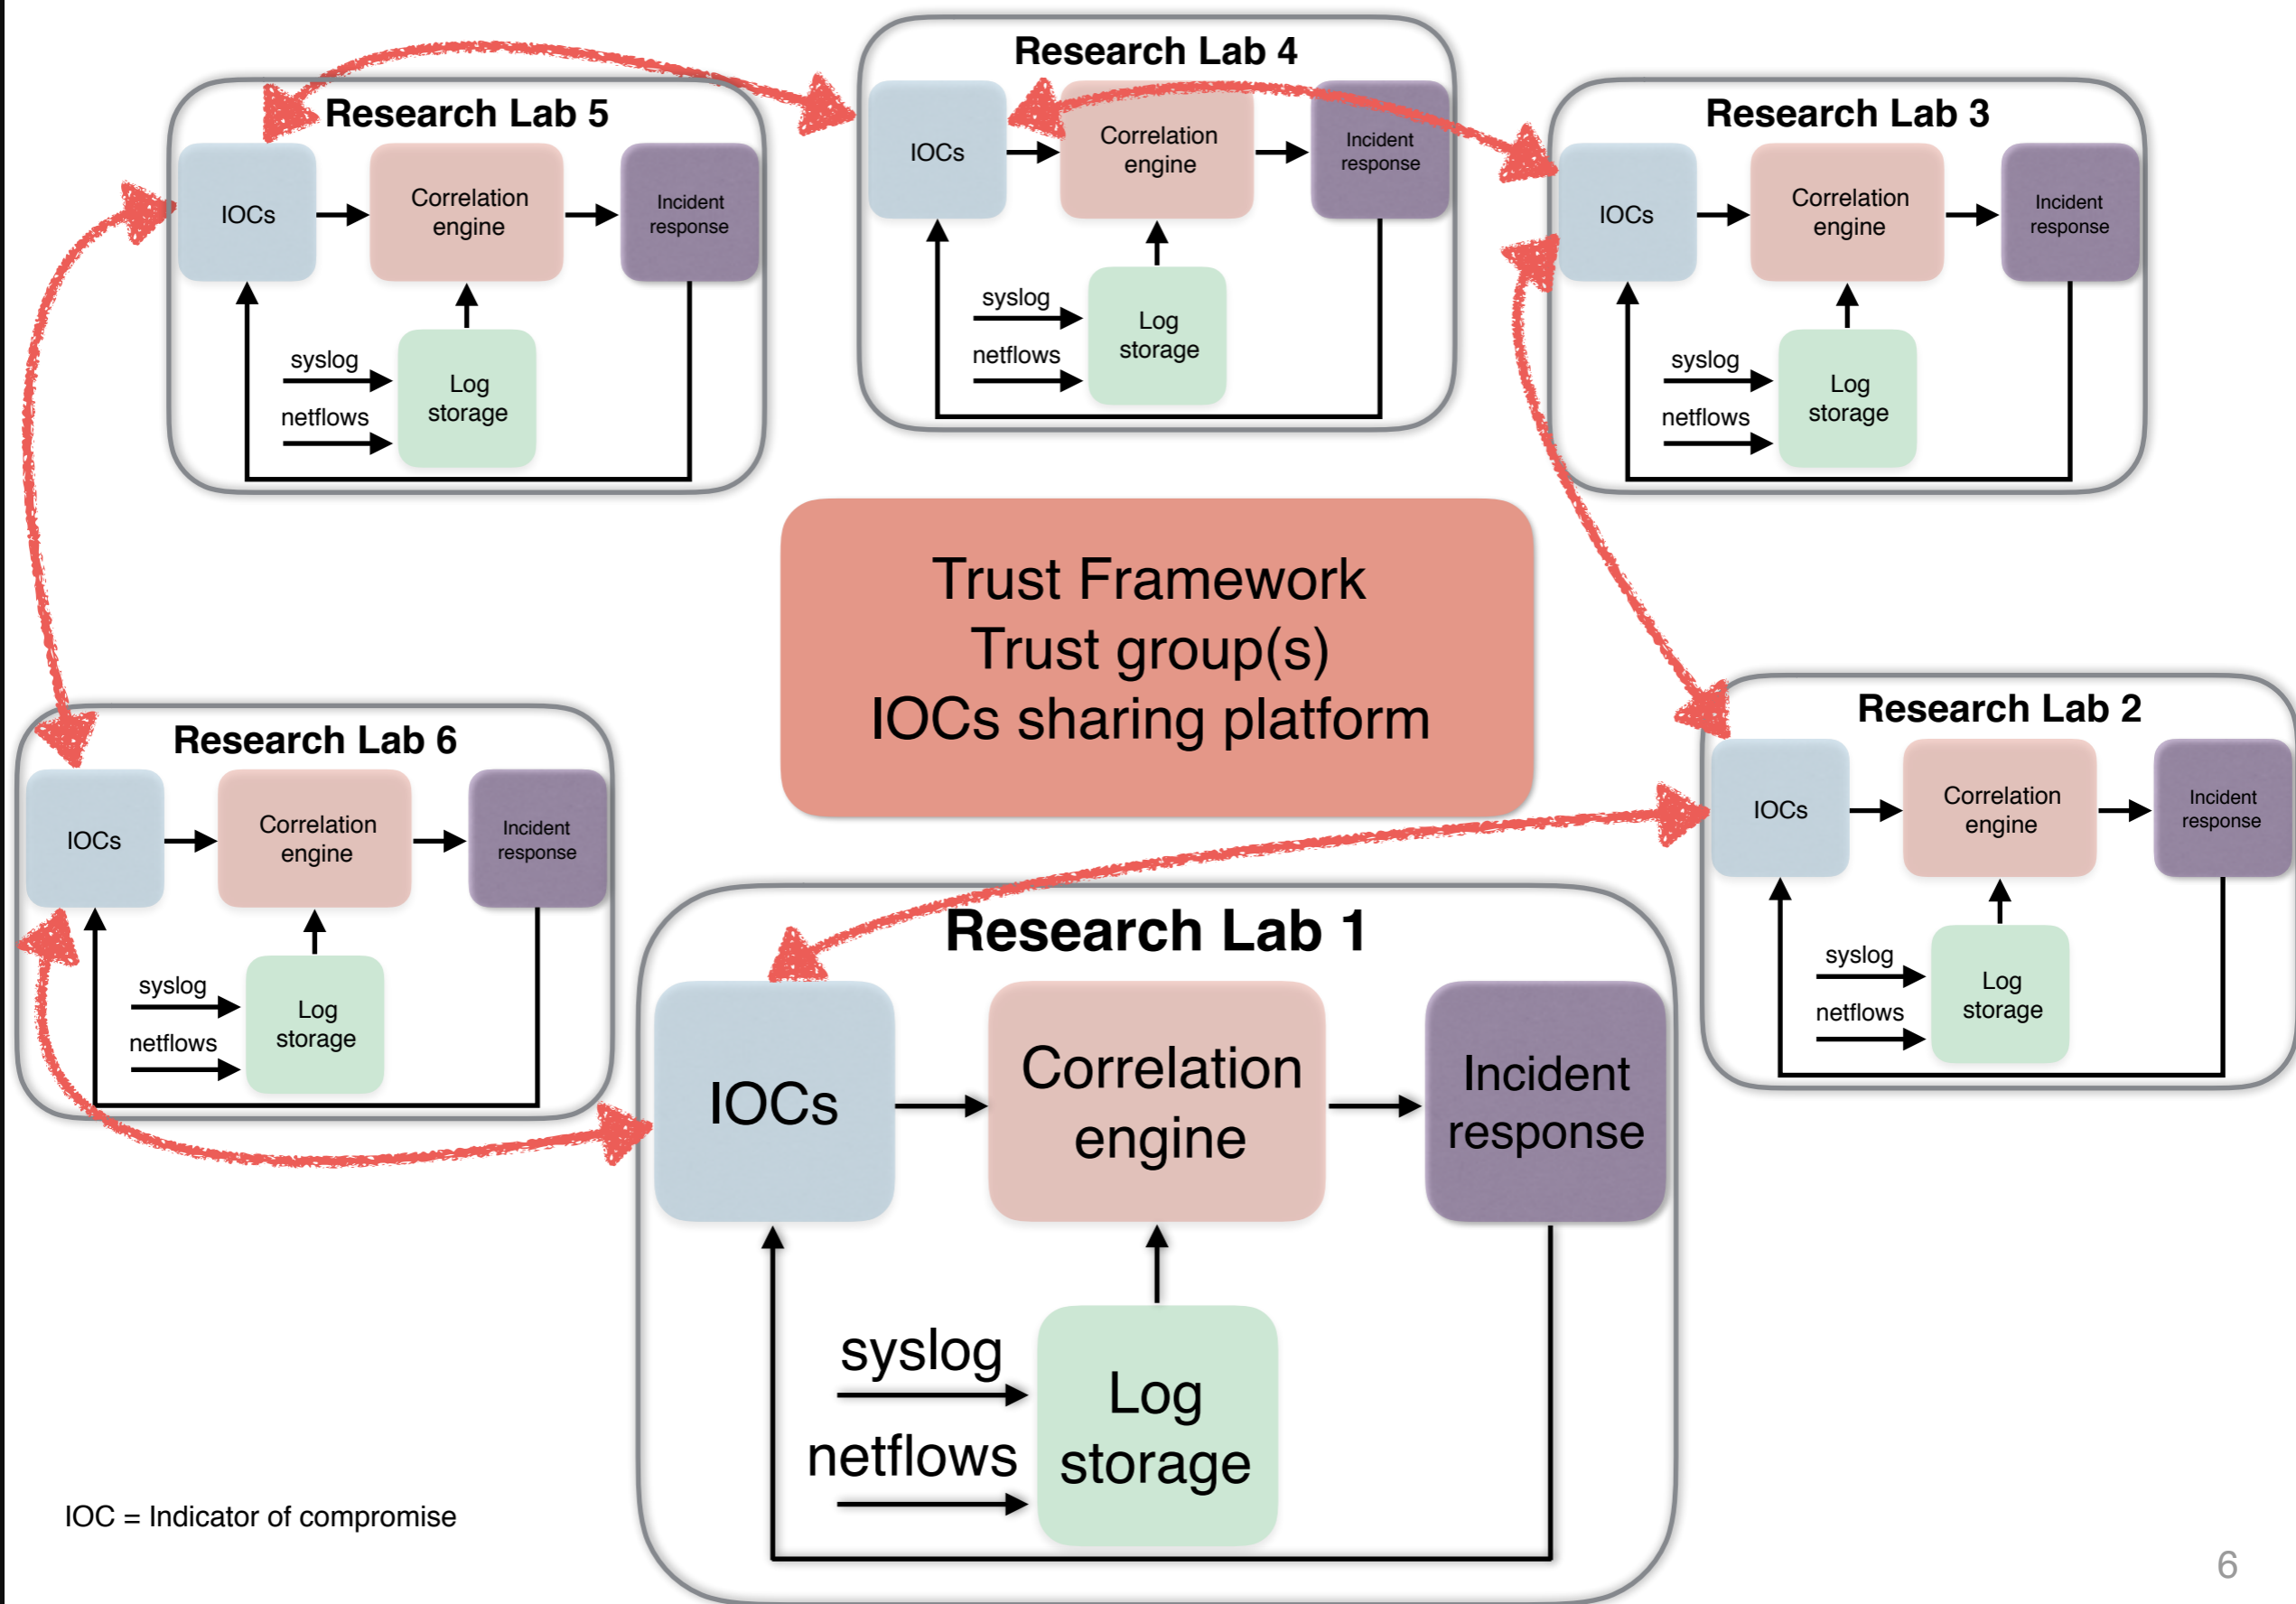 Research Lab 4
IOCs
Correlation
engine
Incident
response
syslog
netflows
Log
storage
Research Lab 5
IOCs
Correlation
engine
Incident
response
syslog
netflows
Log
storage
Research Lab 3
IOCs
Correlation
engine
Incident
response
syslog
netflows
Log
storage
Trust Framework
Trust group(s)
IOCs sharing platform
Research Lab 6
IOCs
Correlation
engine
Incident
response
syslog
netflows
Log
storage
Research Lab 2
IOCs
Correlation
engine
Incident
response
syslog
netflows
Log
storage
Research Lab 1
IOCs
Correlation
engine
Incident
response
syslog
netflows
Log
storage
IOC = Indicator of compromise
6